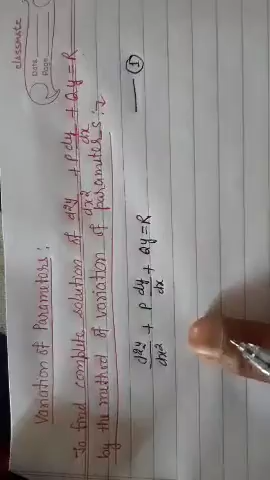 classmate
Date
Page
Variation of Parameters:
To find complete solution of d²y/dx² + P dy/dx + Qy = R
by the method of variation of parameters :→
d²y/dx² + P dy/dx + Qy = R — ①